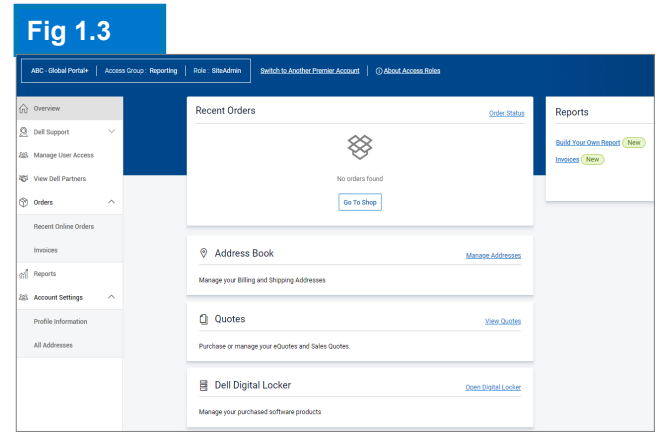 Fig 1.3
ABC - Global Portal+ Access Group : Reporting Role : SiteAdmin Switch to Another Premier Account About Access Roles
Overview
Dell Support
Manage User Access
View Dell Partners
Orders
Recent Online Orders
Invoices
Reports
Account Settings
Profile Information
All Addresses
Recent Orders Order Status
No orders found
Go To Shop
Address Book Manage Addresses
Manage your Billing and Shipping Addresses
Quotes View Quotes
Purchase or manage your eQuotes and Sales Quotes.
Dell Digital Locker Open Digital Locker
Manage your purchased software products
Reports
Build Your Own Report New
Invoices New